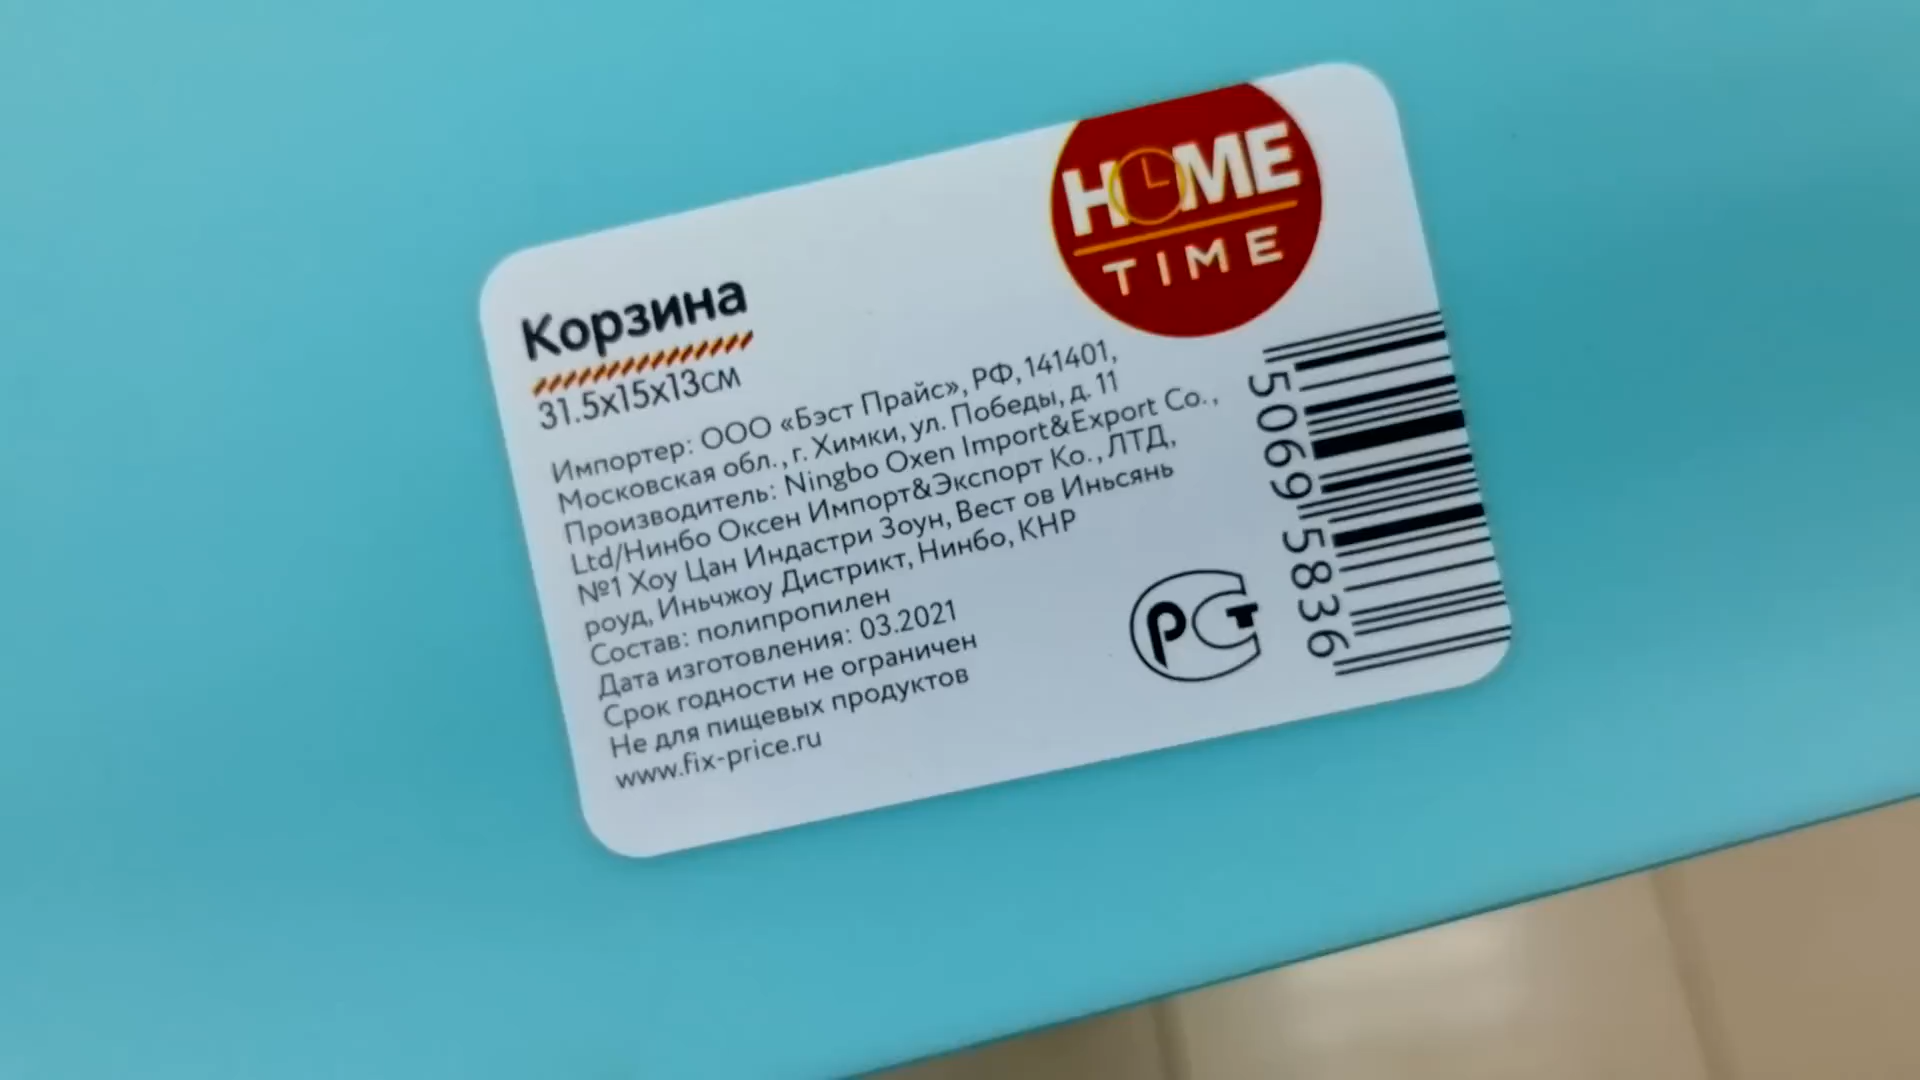 HOME
TIME
Корзина
31.5x15x13см
Импортер: ООО «Бэст Прайс», РФ, 141401,
Московская обл., г. Химки, ул. Победы, д. 11
Производитель: Ningbo Oxen Import&Export Co.,
Ltd/Нинбо Оксен Импорт&Экспорт Ко., ЛТД,
№1 Хоу Цан Индастри Зоун, Вест ов Иньсянь
роуд, Иньчжоу Дистрикт, Нинбо, КНР
Состав: полипропилен
Дата изготовления: 03.2021
Срок годности не ограничен
Не для пищевых продуктов
www.fix-price.ru
РСТ
5069 5836